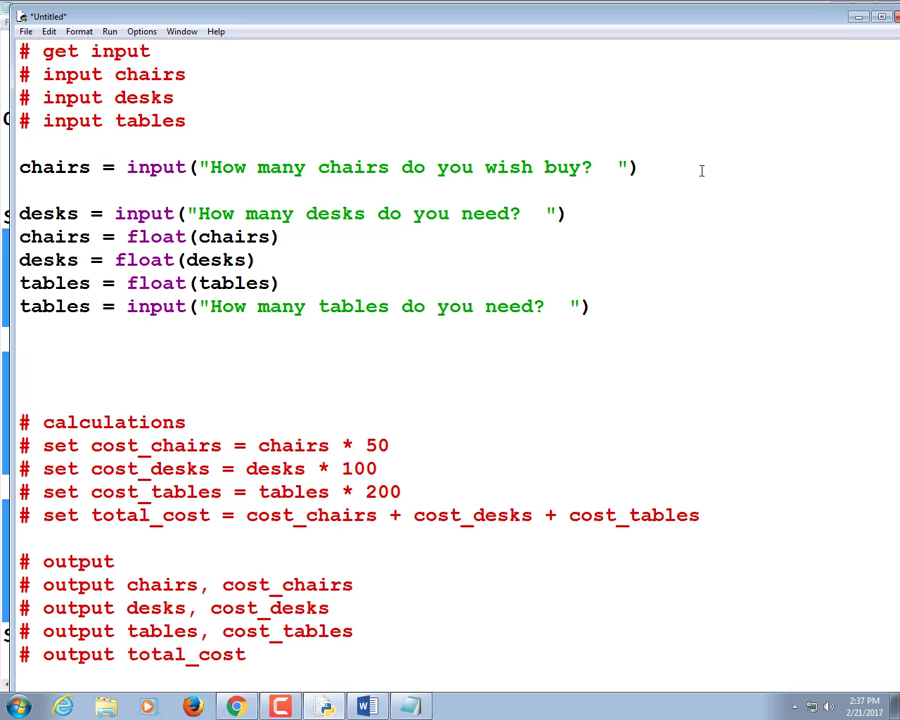 *Untitled*
File Edit Format Run Options Window Help
# get input
# input chairs
# input desks
# input tables
chairs = input("How many chairs do you wish buy?  ")
desks = input("How many desks do you need?  ")
chairs = float(chairs)
desks = float(desks)
tables = float(tables)
tables = input("How many tables do you need?  ")
# calculations
# set cost_chairs = chairs * 50
# set cost_desks = desks * 100
# set cost_tables = tables * 200
# set total_cost = cost_chairs + cost_desks + cost_tables
# output
# output chairs, cost_chairs
# output desks, cost_desks
# output tables, cost_tables
# output total_cost
2:37 PM
2/21/2017